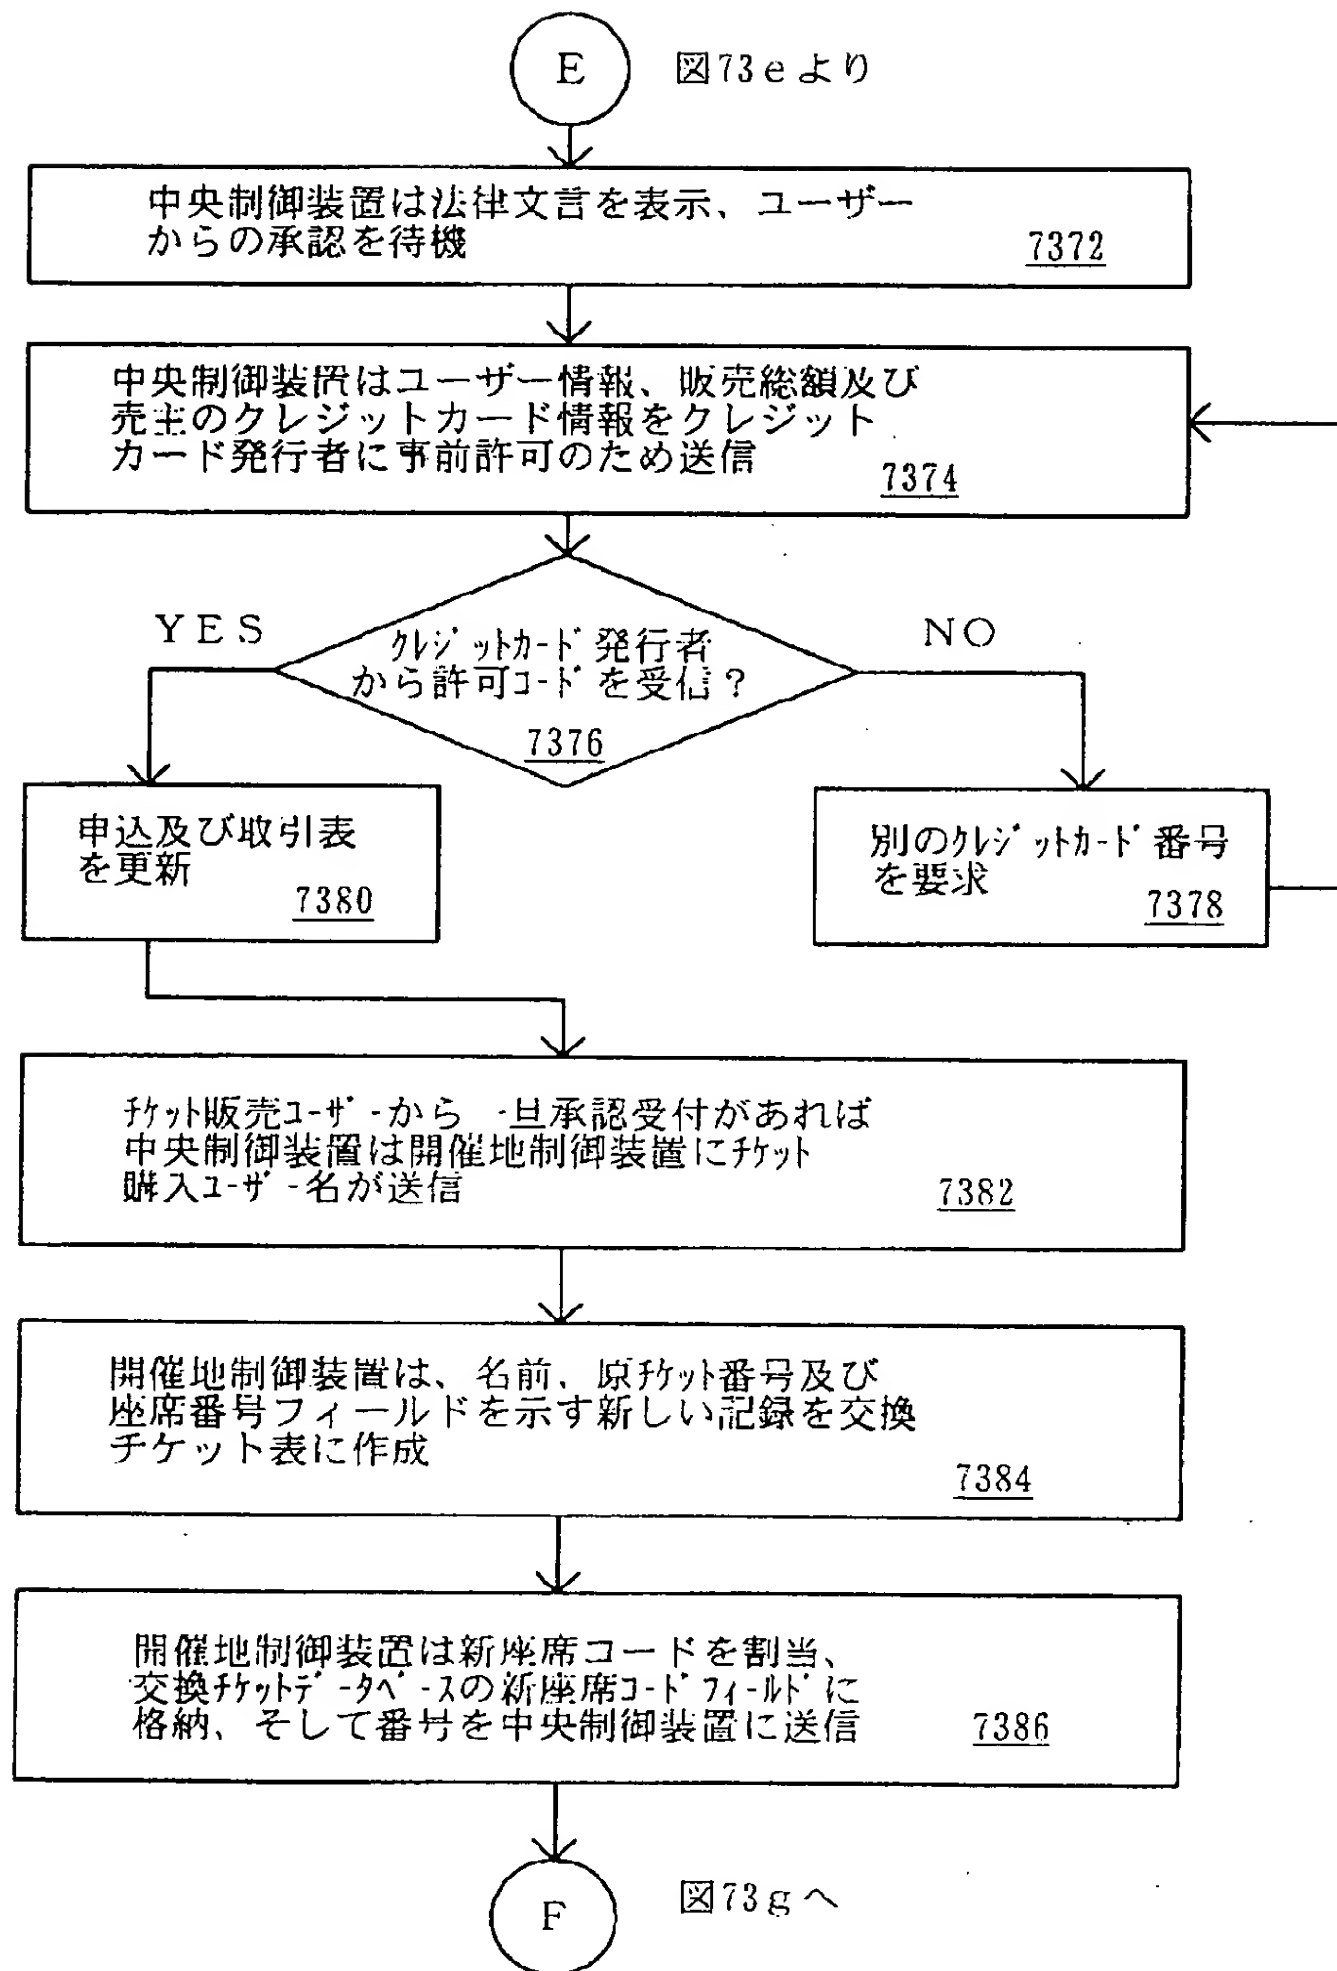 E
図73eより
中央制御装置は法律文言を表示、ユーザー
からの承認を待機
7372
中央制御装置はユーザー情報、販売総額及び
売主のクレジットカード情報をクレジット
カード発行者に事前許可のため送信
7374
YES
NO
クレジットカード発行者
から許可コードを受信？
7376
申込及び取引表
を更新
7380
別のクレジットカード番号
を要求
7378
チケット販売ユーザーから一旦承認受付があれば
中央制御装置は開催地制御装置にチケット
購入ユーザー名が送信
7382
開催地制御装置は、名前、原チケット番号及び
座席番号フィールドを示す新しい記録を交換
チケット表に作成
7384
開催地制御装置は新座席コードを割当、
交換チケットデータベースの新座席コードフィールドに
格納、そして番号を中央制御装置に送信
7386
F
図73gへ